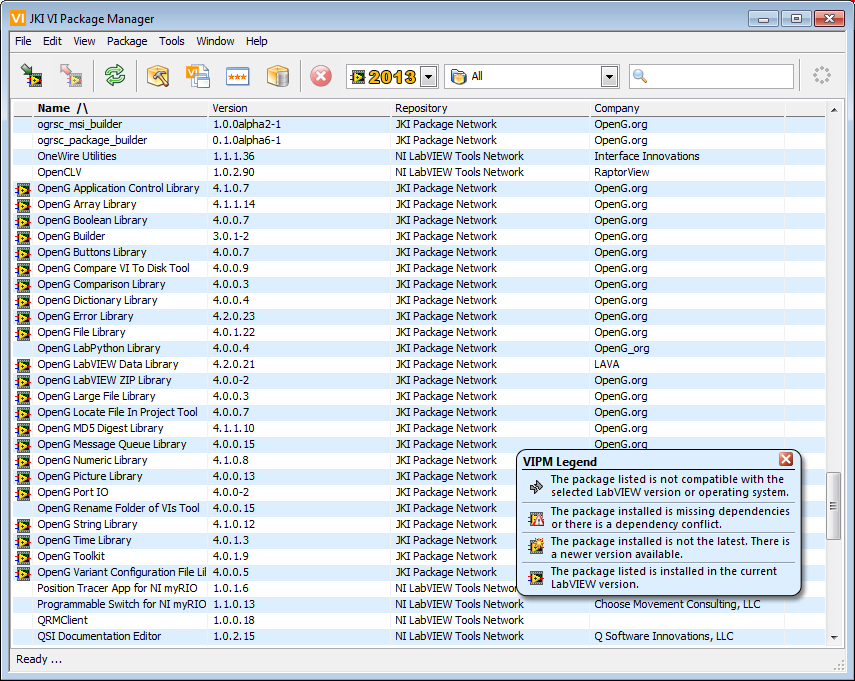 VI JKI VI Package Manager
File Edit View Package Tools Window Help
2013 All
Name /\ Version Repository Company
ogrsc_msi_builder 1.0.0alpha2-1 JKI Package Network OpenG.org
ogrsc_package_builder 0.1.0alpha6-1 JKI Package Network OpenG.org
OneWire Utilities 1.1.1.36 NI LabVIEW Tools Network Interface Innovations
OpenCLV 1.0.2.90 NI LabVIEW Tools Network RaptorView
OpenG Application Control Library 4.1.0.7 JKI Package Network OpenG.org
OpenG Array Library 4.1.1.14 JKI Package Network OpenG.org
OpenG Boolean Library 4.0.0.7 JKI Package Network OpenG.org
OpenG Builder 3.0.1-2 JKI Package Network OpenG.org
OpenG Buttons Library 4.0.0.7 JKI Package Network OpenG.org
OpenG Compare VI To Disk Tool 4.0.0.9 JKI Package Network OpenG.org
OpenG Comparison Library 4.0.0.3 JKI Package Network OpenG.org
OpenG Dictionary Library 4.0.0.4 JKI Package Network OpenG.org
OpenG Error Library 4.2.0.23 JKI Package Network OpenG.org
OpenG File Library 4.0.1.22 JKI Package Network OpenG.org
OpenG LabPython Library 4.0.0.4 JKI Package Network OpenG_org
OpenG LabVIEW Data Library 4.2.0.21 JKI Package Network LAVA
OpenG LabVIEW ZIP Library 4.0.0-2 JKI Package Network OpenG.org
OpenG Large File Library 4.0.0.3 JKI Package Network OpenG.org
OpenG Locate File In Project Tool 4.0.0.7 JKI Package Network OpenG.org
OpenG MD5 Digest Library 4.1.1.10 JKI Package Network OpenG.org
OpenG Message Queue Library 4.0.0.15 JKI Package Network OpenG.org
OpenG Numeric Library 4.1.0.8 JKI Package Network
OpenG Picture Library 4.0.0.13 JKI Package Network
OpenG Port IO 4.0.0-2 JKI Package Network
OpenG Rename Folder of VIs Tool 4.0.0.15 JKI Package Network
OpenG String Library 4.1.0.12 JKI Package Network
OpenG Time Library 4.0.1.3 JKI Package Network
OpenG Toolkit 4.0.1.9 JKI Package Network
OpenG Variant Configuration File Lil 4.0.0.5 JKI Package Network
Position Tracer App for NI myRIO 1.0.1.6 NI LabVIEW Tools Netwo
Programmable Switch for NI myRIO 1.1.0.13 NI LabVIEW Tools Network Choose Movement Consulting, LLC
QRMClient 1.0.0.18 NI LabVIEW Tools Network
QSI Documentation Editor 1.0.2.15 NI LabVIEW Tools Network Q Software Innovations, LLC
VIPM Legend
The package listed is not compatible with the
selected LabVIEW version or operating system.
The package installed is missing dependencies
or there is a dependency conflict.
The package installed is not the latest. There is
a newer version available.
The package listed is installed in the current
LabVIEW version.
Ready ...